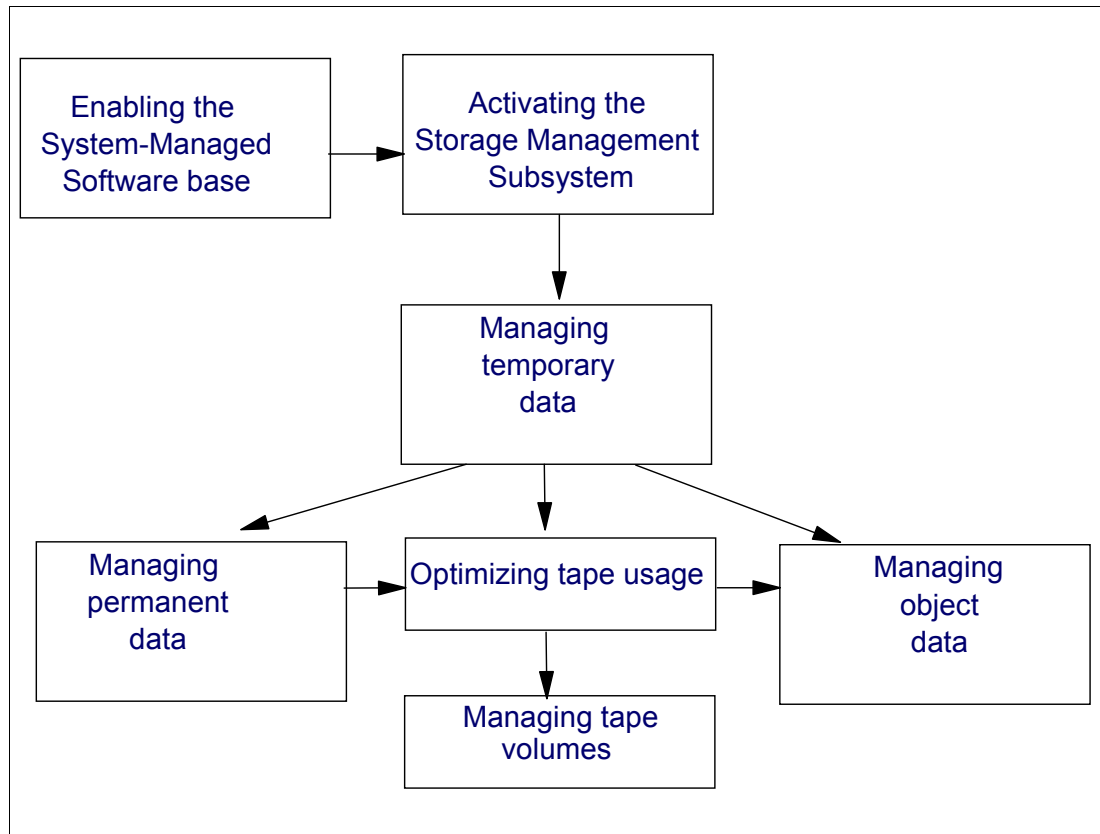 Enabling the
System-Managed
Software base
Activating the
Storage Management
Subsystem
Managing
temporary
data
Managing
permanent
data
Optimizing tape usage
Managing
object
data
Managing tape
volumes